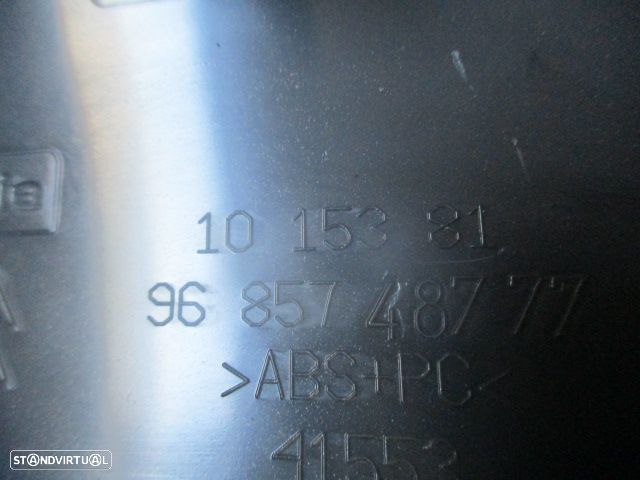 10 153 81
96 857 487 77
>ABS+PC<
41553
STANDVIRTUAL